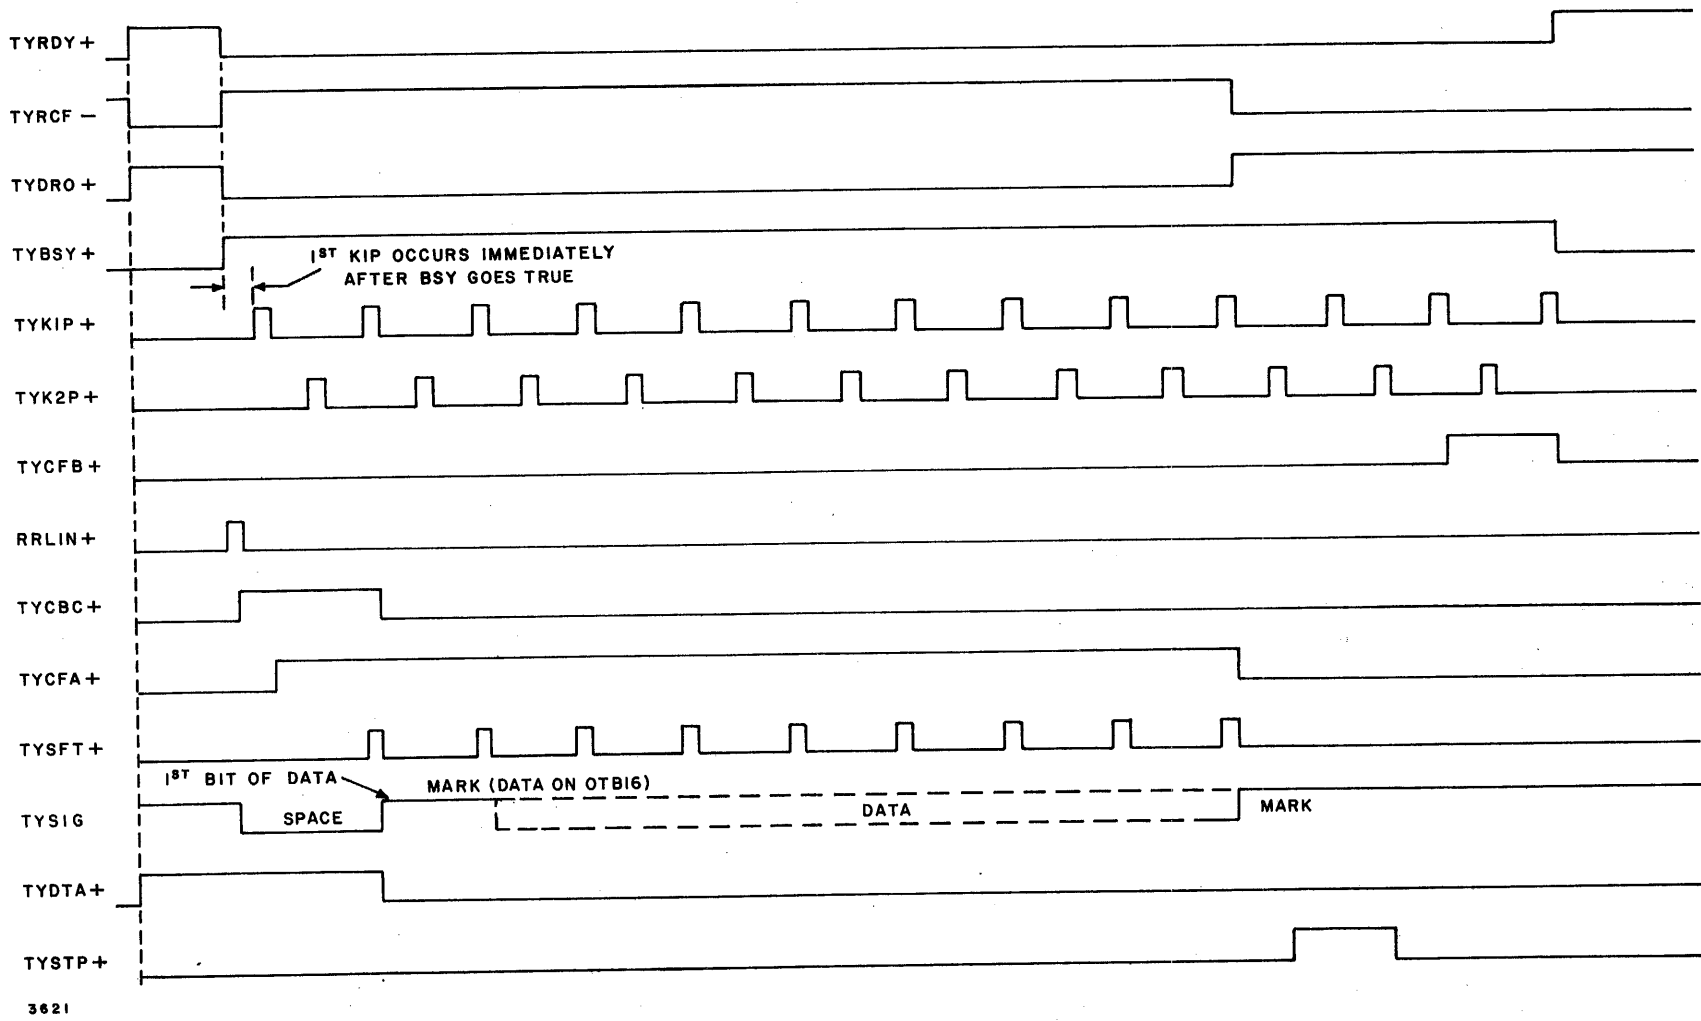 TYRDY+
TYRCF-
TYDRO+
TYBSY+
1ST KIP OCCURS IMMEDIATELY
AFTER BSY GOES TRUE
TYKIP+
TYK2P+
TYCFB+
RRLIN+
TYCBC+
TYCFA+
TYSFT+
1ST BIT OF DATA
MARK (DATA ON OTB16)
TYSIG
SPACE
DATA
MARK
TYDTA+
TYSTP+
3621